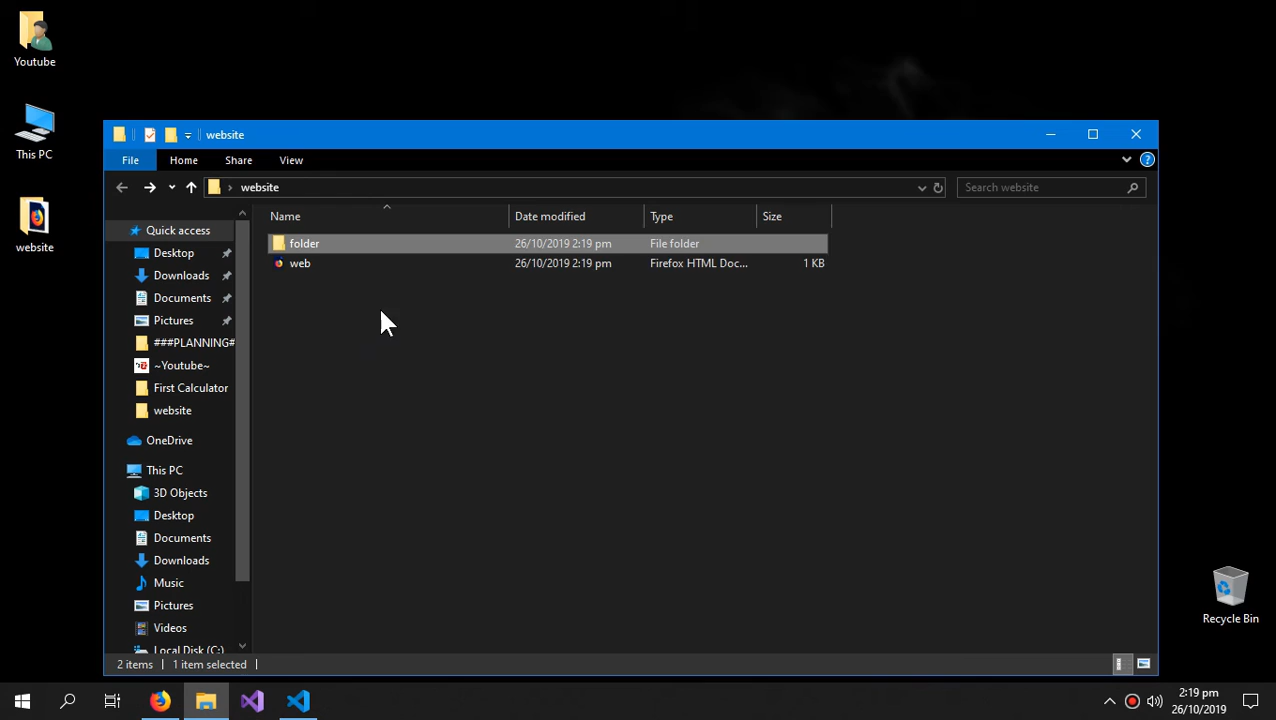 Youtube
This PC
website
website
File Home Share View
website
Search website
Name Date modified Type Size
folder 26/10/2019 2:19 pm File folder
web 26/10/2019 2:19 pm Firefox HTML Doc... 1 KB
Quick access
Desktop
Downloads
Documents
Pictures
###PLANNING#
~Youtube~
First Calculator
website
OneDrive
This PC
3D Objects
Desktop
Documents
Downloads
Music
Pictures
Videos
Local Disk (C:)
2 items 1 item selected
Recycle Bin
2:19 pm
26/10/2019